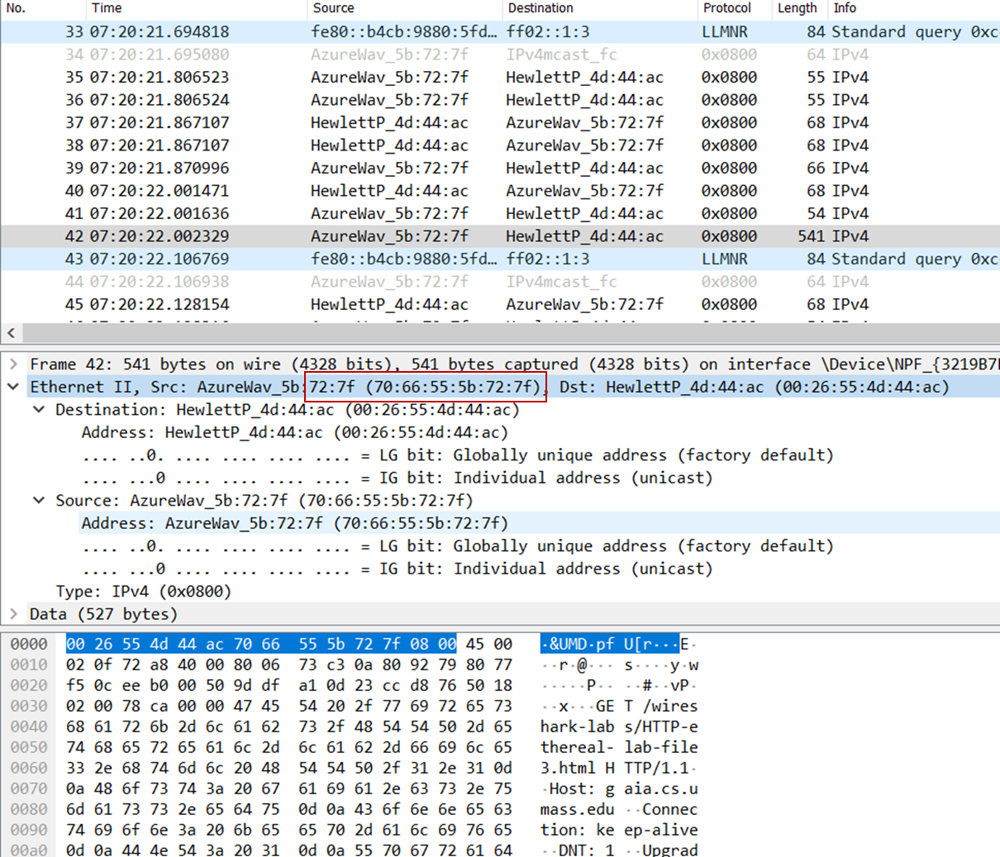 No. Time Source Destination Protocol Length Info
33 07:20:21.694818 fe80::b4cb:9880:5fd… ff02::1:3 LLMNR 84 Standard query 0xc
34 07:20:21.695080 AzureWav_5b:72:7f IPv4mcast_fc 0x0800 64 IPv4
35 07:20:21.806523 AzureWav_5b:72:7f HewlettP_4d:44:ac 0x0800 55 IPv4
36 07:20:21.806524 AzureWav_5b:72:7f HewlettP_4d:44:ac 0x0800 55 IPv4
37 07:20:21.867107 HewlettP_4d:44:ac AzureWav_5b:72:7f 0x0800 68 IPv4
38 07:20:21.867107 HewlettP_4d:44:ac AzureWav_5b:72:7f 0x0800 68 IPv4
39 07:20:21.870996 AzureWav_5b:72:7f HewlettP_4d:44:ac 0x0800 66 IPv4
40 07:20:22.001471 HewlettP_4d:44:ac AzureWav_5b:72:7f 0x0800 68 IPv4
41 07:20:22.001636 AzureWav_5b:72:7f HewlettP_4d:44:ac 0x0800 54 IPv4
42 07:20:22.002329 AzureWav_5b:72:7f HewlettP_4d:44:ac 0x0800 541 IPv4
43 07:20:22.106769 fe80::b4cb:9880:5fd… ff02::1:3 LLMNR 84 Standard query 0xc
44 07:20:22.106938 AzureWav_5b:72:7f IPv4mcast_fc 0x0800 64 IPv4
45 07:20:22.128154 HewlettP_4d:44:ac AzureWav_5b:72:7f 0x0800 68 IPv4
Frame 42: 541 bytes on wire (4328 bits), 541 bytes captured (4328 bits) on interface \Device\NPF_{3219B7
Ethernet II, Src: AzureWav_5b:72:7f (70:66:55:5b:72:7f), Dst: HewlettP_4d:44:ac (00:26:55:4d:44:ac)
Destination: HewlettP_4d:44:ac (00:26:55:4d:44:ac)
Address: HewlettP_4d:44:ac (00:26:55:4d:44:ac)
.... ..0. .... .... .... .... = LG bit: Globally unique address (factory default)
.... ...0 .... .... .... .... = IG bit: Individual address (unicast)
Source: AzureWav_5b:72:7f (70:66:55:5b:72:7f)
Address: AzureWav_5b:72:7f (70:66:55:5b:72:7f)
.... ..0. .... .... .... .... = LG bit: Globally unique address (factory default)
.... ...0 .... .... .... .... = IG bit: Individual address (unicast)
Type: IPv4 (0x0800)
Data (527 bytes)
0000 00 26 55 4d 44 ac 70 66 55 5b 72 7f 08 00 45 00 ·&UMD·pf U[r···E·
0010 02 0f 72 a8 40 00 80 06 73 c3 0a 80 92 79 80 77 ··r·@··· s····y·w
0020 f5 0c ee b0 00 50 9d df a1 0d 23 cc d8 76 50 18 ·····P·· ··#··vP·
0030 02 00 78 ca 00 00 47 45 54 20 2f 77 69 72 65 73 ··x···GE T /wires
0040 68 61 72 6b 2d 6c 61 62 73 2f 48 54 54 50 2d 65 hark-lab s/HTTP-e
0050 74 68 65 72 65 61 6c 2d 6c 61 62 2d 66 69 6c 65 thereal- lab-file
0060 33 2e 68 74 6d 6c 20 48 54 54 50 2f 31 2e 31 0d 3.html H TTP/1.1·
0070 0a 48 6f 73 74 3a 20 67 61 69 61 2e 63 73 2e 75 ·Host: g aia.cs.u
0080 6d 61 73 73 2e 65 64 75 0d 0a 43 6f 6e 6e 65 63 mass.edu ··Connec
0090 74 69 6f 6e 3a 20 6b 65 65 70 2d 61 6c 69 76 65 tion: ke ep-alive
00a0 0d 0a 44 4e 54 3a 20 31 0d 0a 55 70 67 72 61 64 ··DNT: 1 ··Upgrad